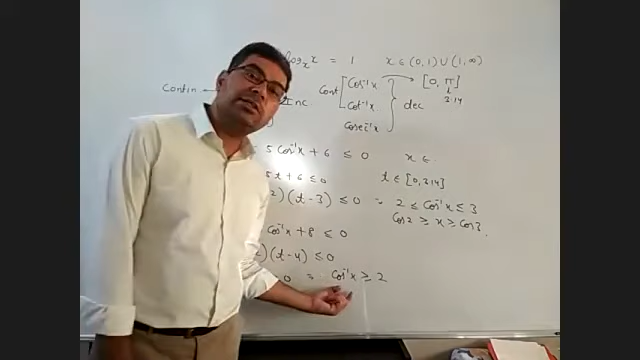 log_x x = 1 x ∈ (0, 1) ∪ (1, ∞)
Contin → Inc.
Cont [ Cos⁻¹x → [0, π]
Cot⁻¹x } dec 3.14
Cosec⁻¹x
5 Cos⁻¹x + 6 ≤ 0 x ∈
5t + 6 ≤ 0 t ∈ [0, 3.14]
2)(t - 3) ≤ 0 = 2 ≤ Cos⁻¹x ≤ 3
Cos 2 ≥ x ≥ Cos 3
Cos⁻¹x + 8 ≤ 0
)(t - 4) ≤ 0
0 = Cos⁻¹x ≥ 2